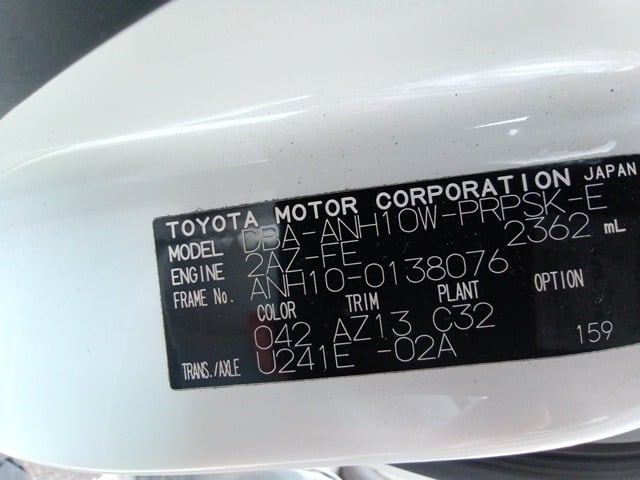 TOYOTA MOTOR CORPORATION JAPAN
MODEL DBA-ANH10W-PRPSK-E
ENGINE 2AZ-FE 2362 mL
FRAME No. ANH10-0138076
COLOR TRIM PLANT OPTION
042 AZ13 C32
TRANS./AXLE U241E -02A 159